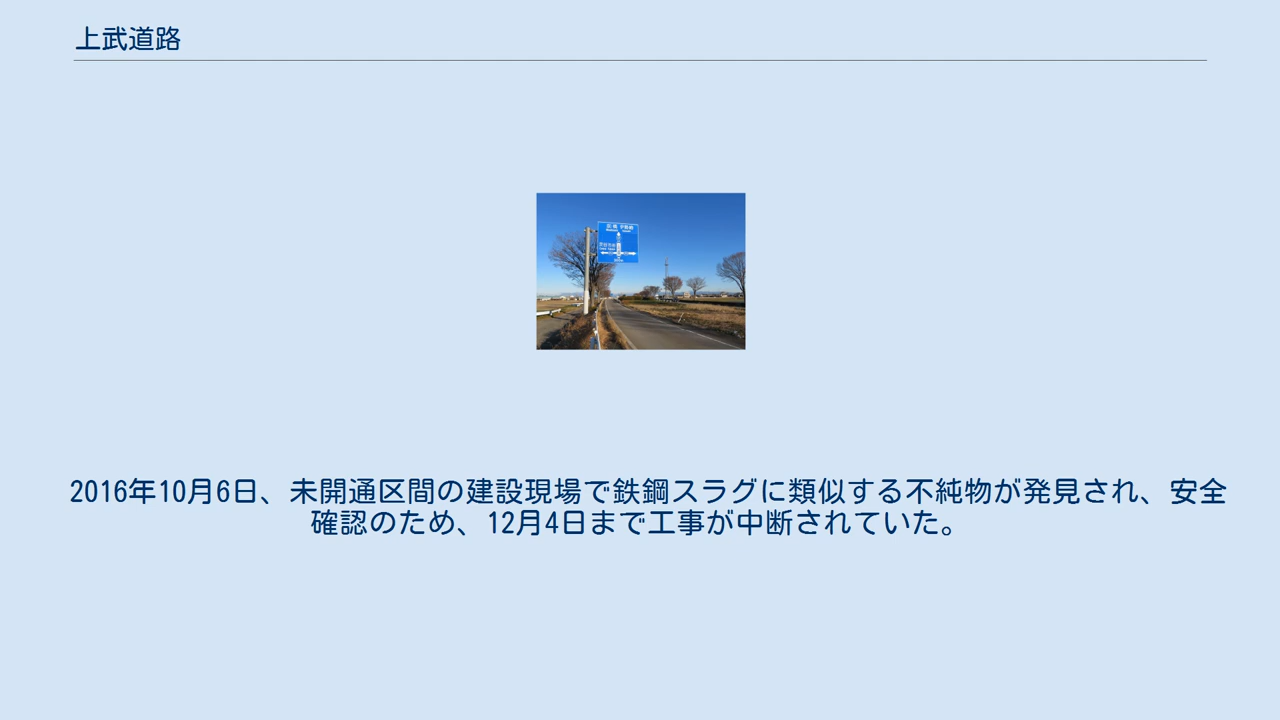 上武道路
2016年10月6日、未開通区間の建設現場で鉄鋼スラグに類似する不純物が発見され、安全
確認のため、12月4日まで工事が中断されていた。